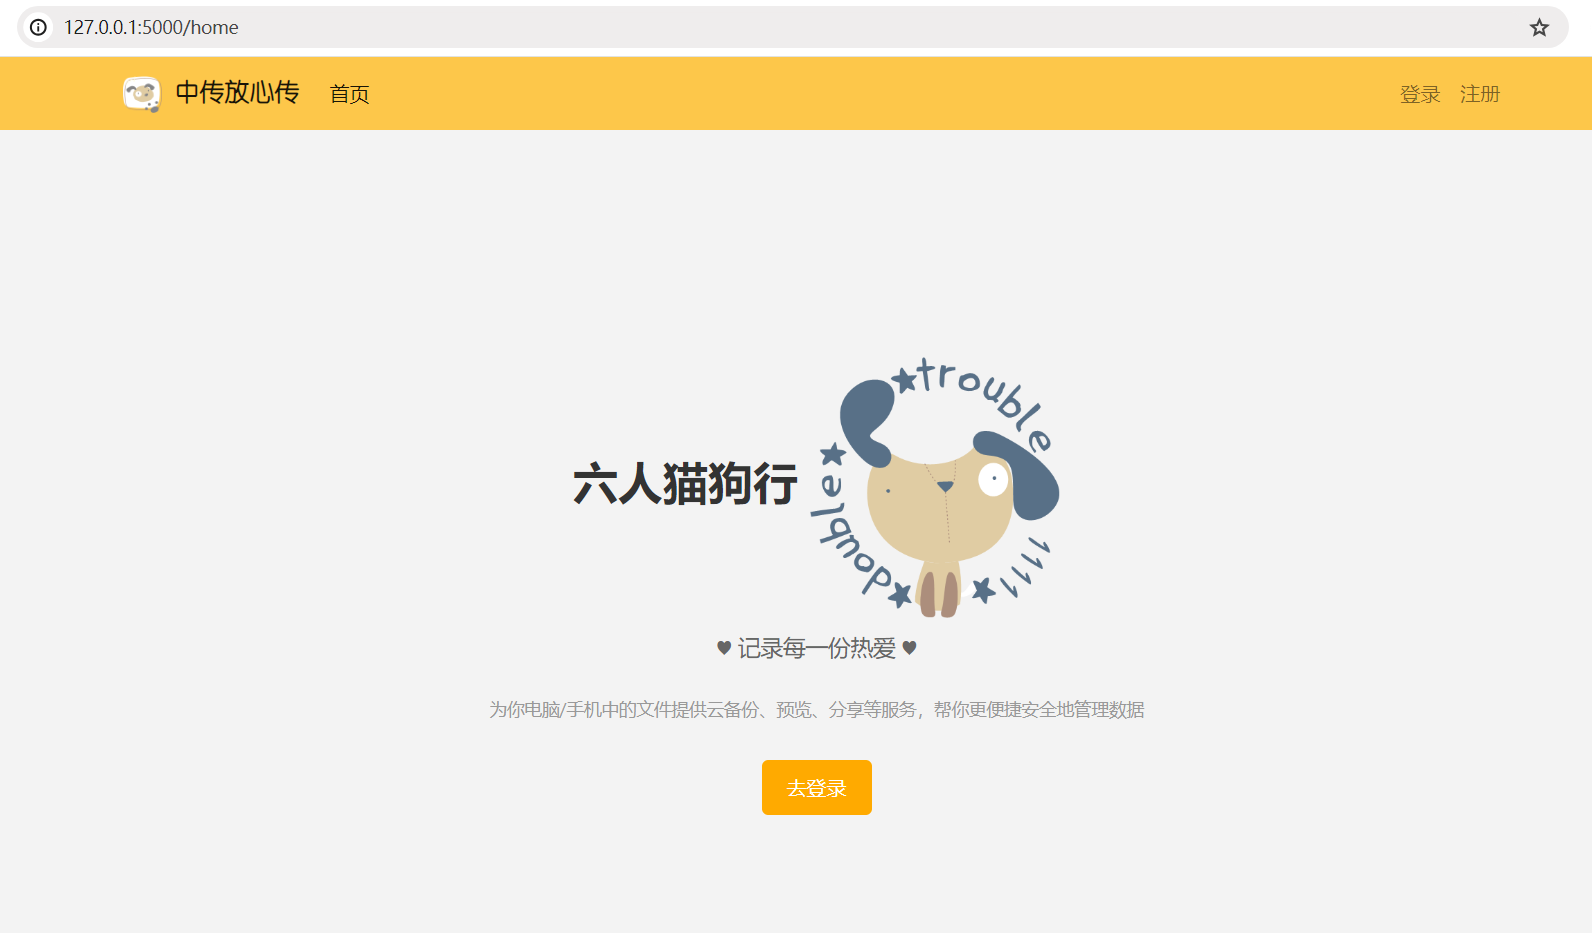 127.0.0.1:5000/home
中传放心传 首页 登录 注册
trouble
六人猫狗行
double
1111
♥ 记录每一份热爱 ♥
为你电脑/手机中的文件提供云备份、预览、分享等服务，帮你更便捷安全地管理数据
去登录